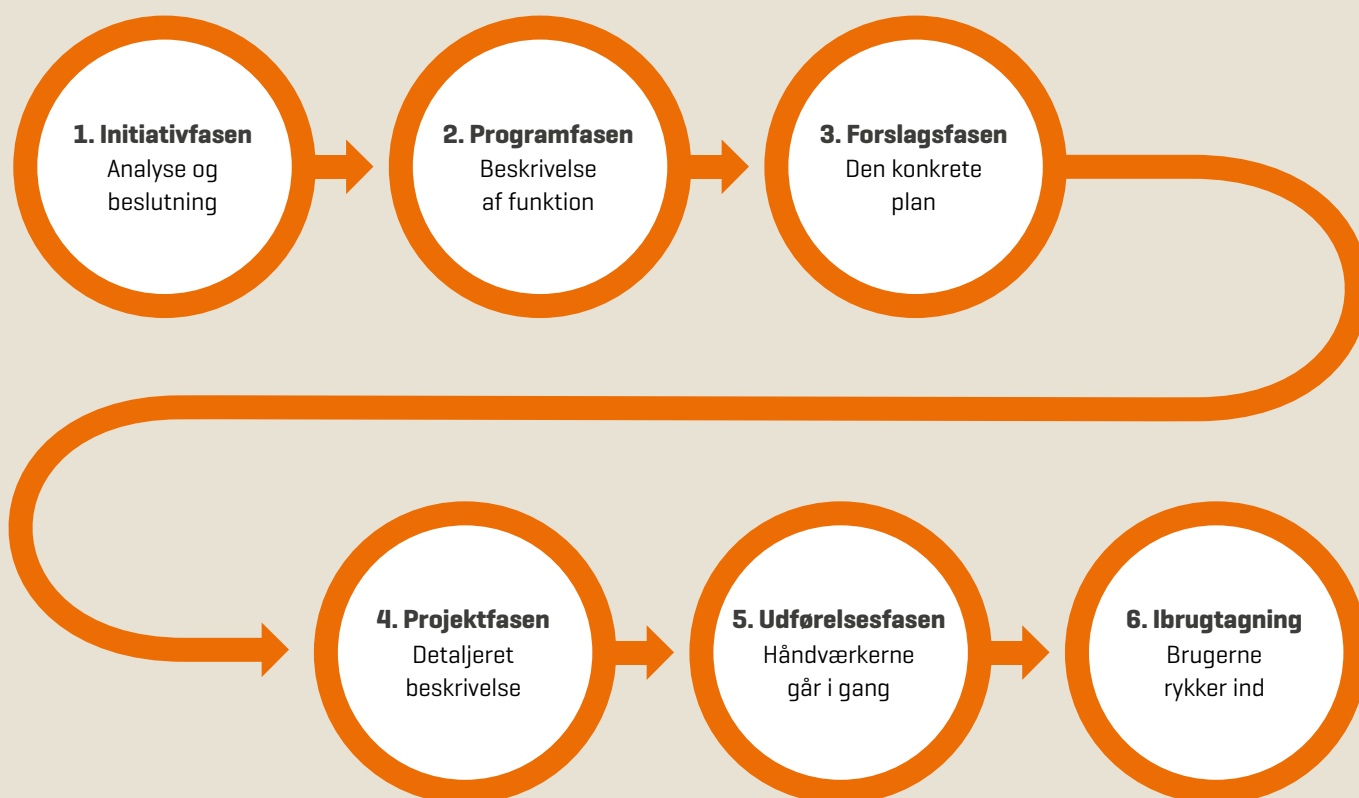 1. Initiativfasen
Analyse og
beslutning
2. Programfasen
Beskrivelse
af funktion
3. Forslagsfasen
Den konkrete
plan
4. Projektfasen
Detaljeret
beskrivelse
5. Udførelsesfasen
Håndværkerne
går i gang
6. Ibrugtagning
Brugerne
rykker ind